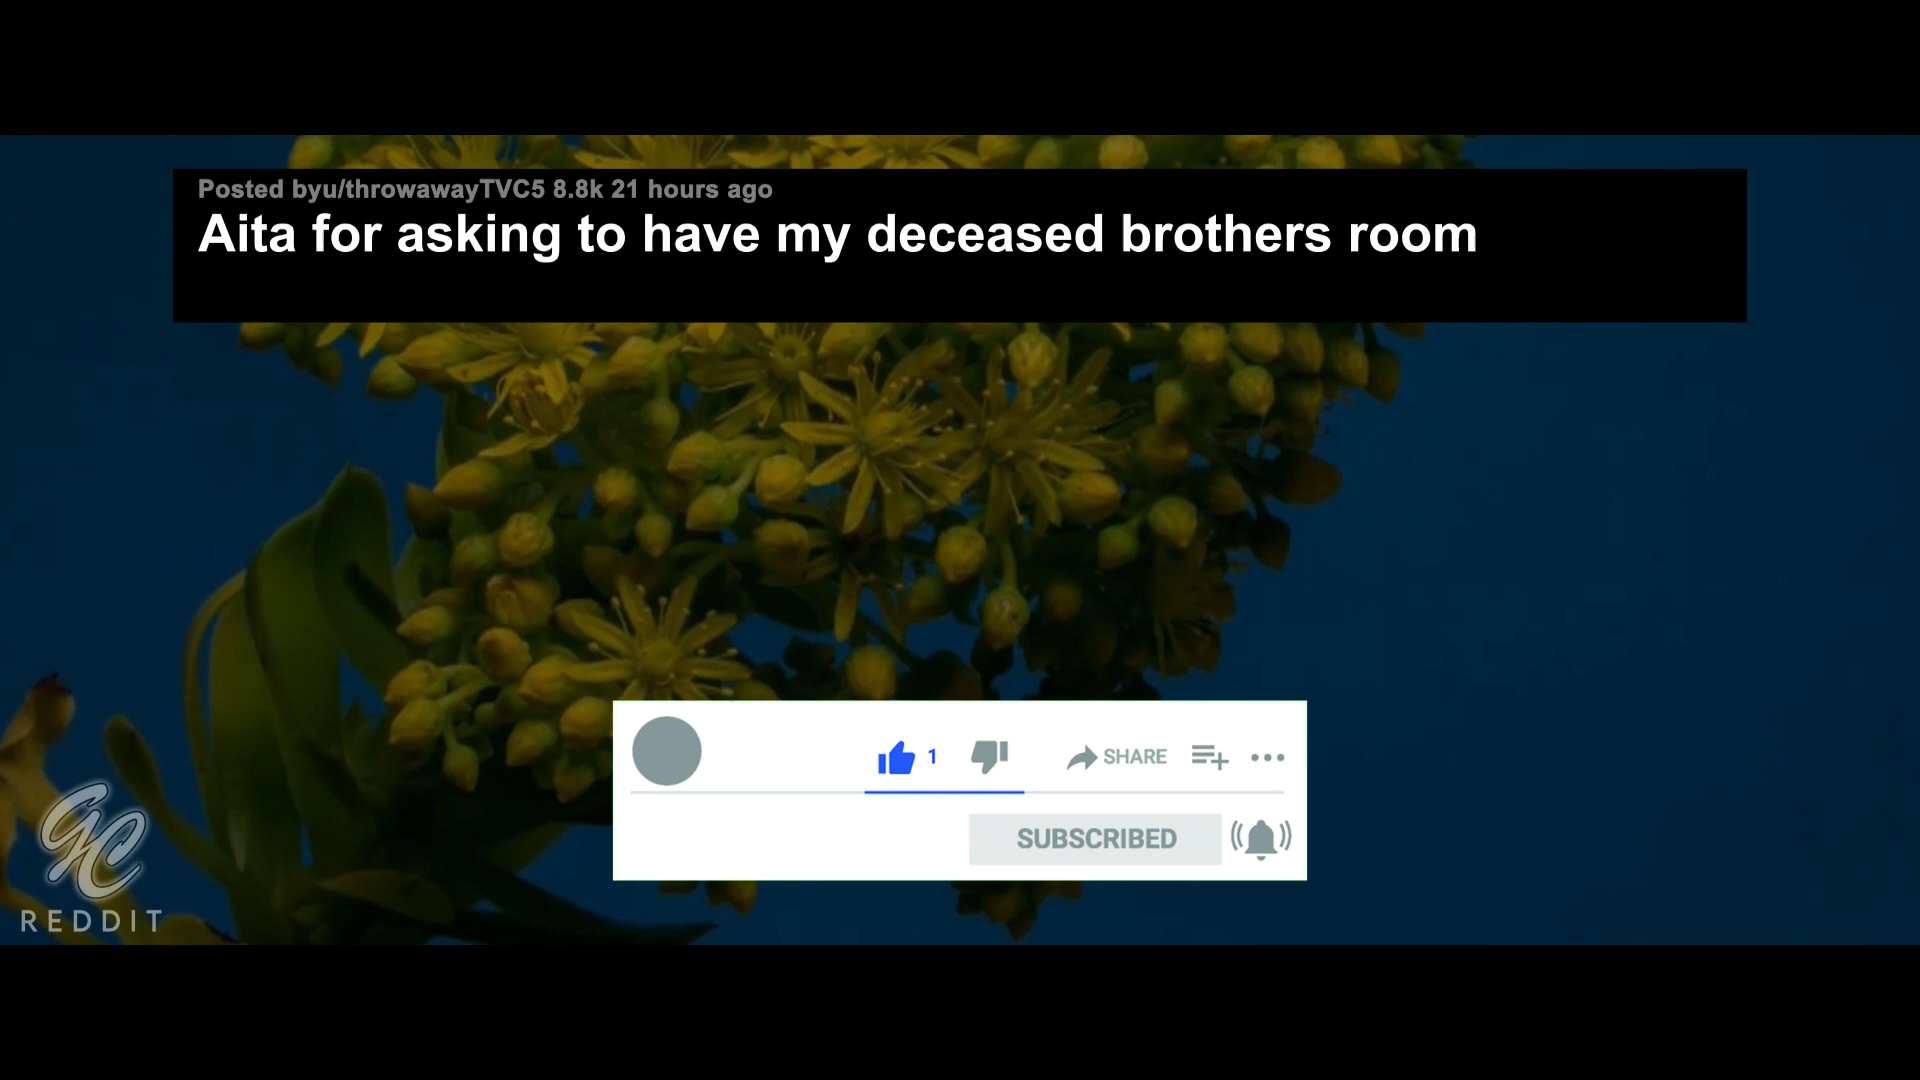 Posted byu/throwawayTVC5 8.8k 21 hours ago
Aita for asking to have my deceased brothers room
1
SHARE
SUBSCRIBED
GC
REDDIT